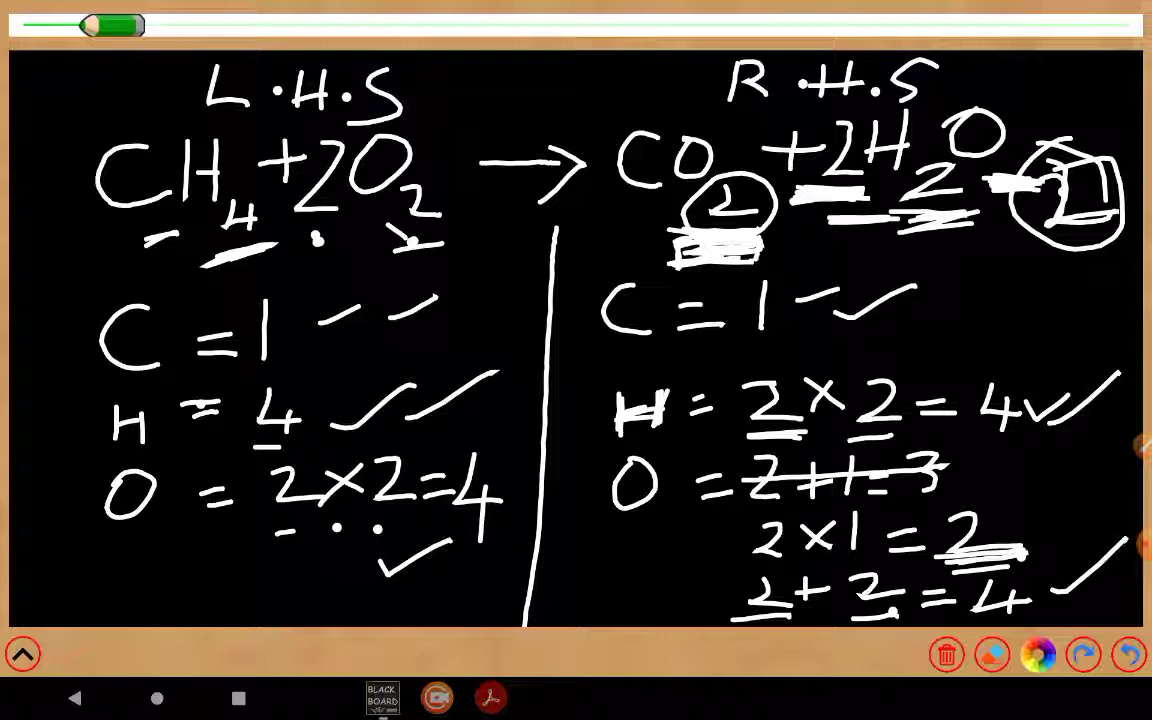 L.H.S R.H.S
CH4 + 2O2 → CO2 + 2H2O 2
C = 1 C = 1
H = 4 H = 2 × 2 = 4
O = 2 × 2 = 4 O = 2 + 1 = 3
2 × 1 = 2
2 + 2 = 4
BLACK
BOARD